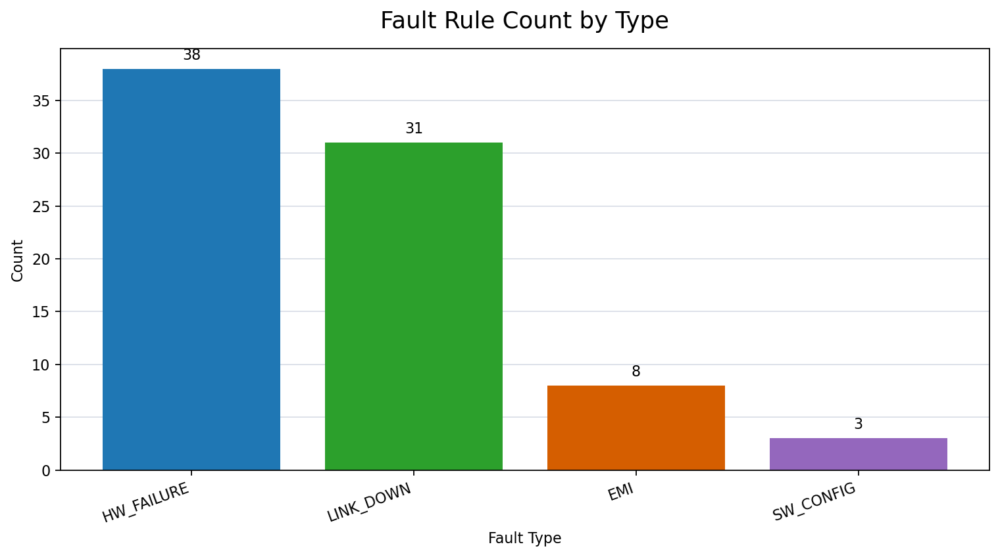 Fault Rule Count by Type
38
31
8
3
35
30
25
20
15
10
5
0
Count
HW_FAILURE
LINK_DOWN
EMI
SW_CONFIG
Fault Type